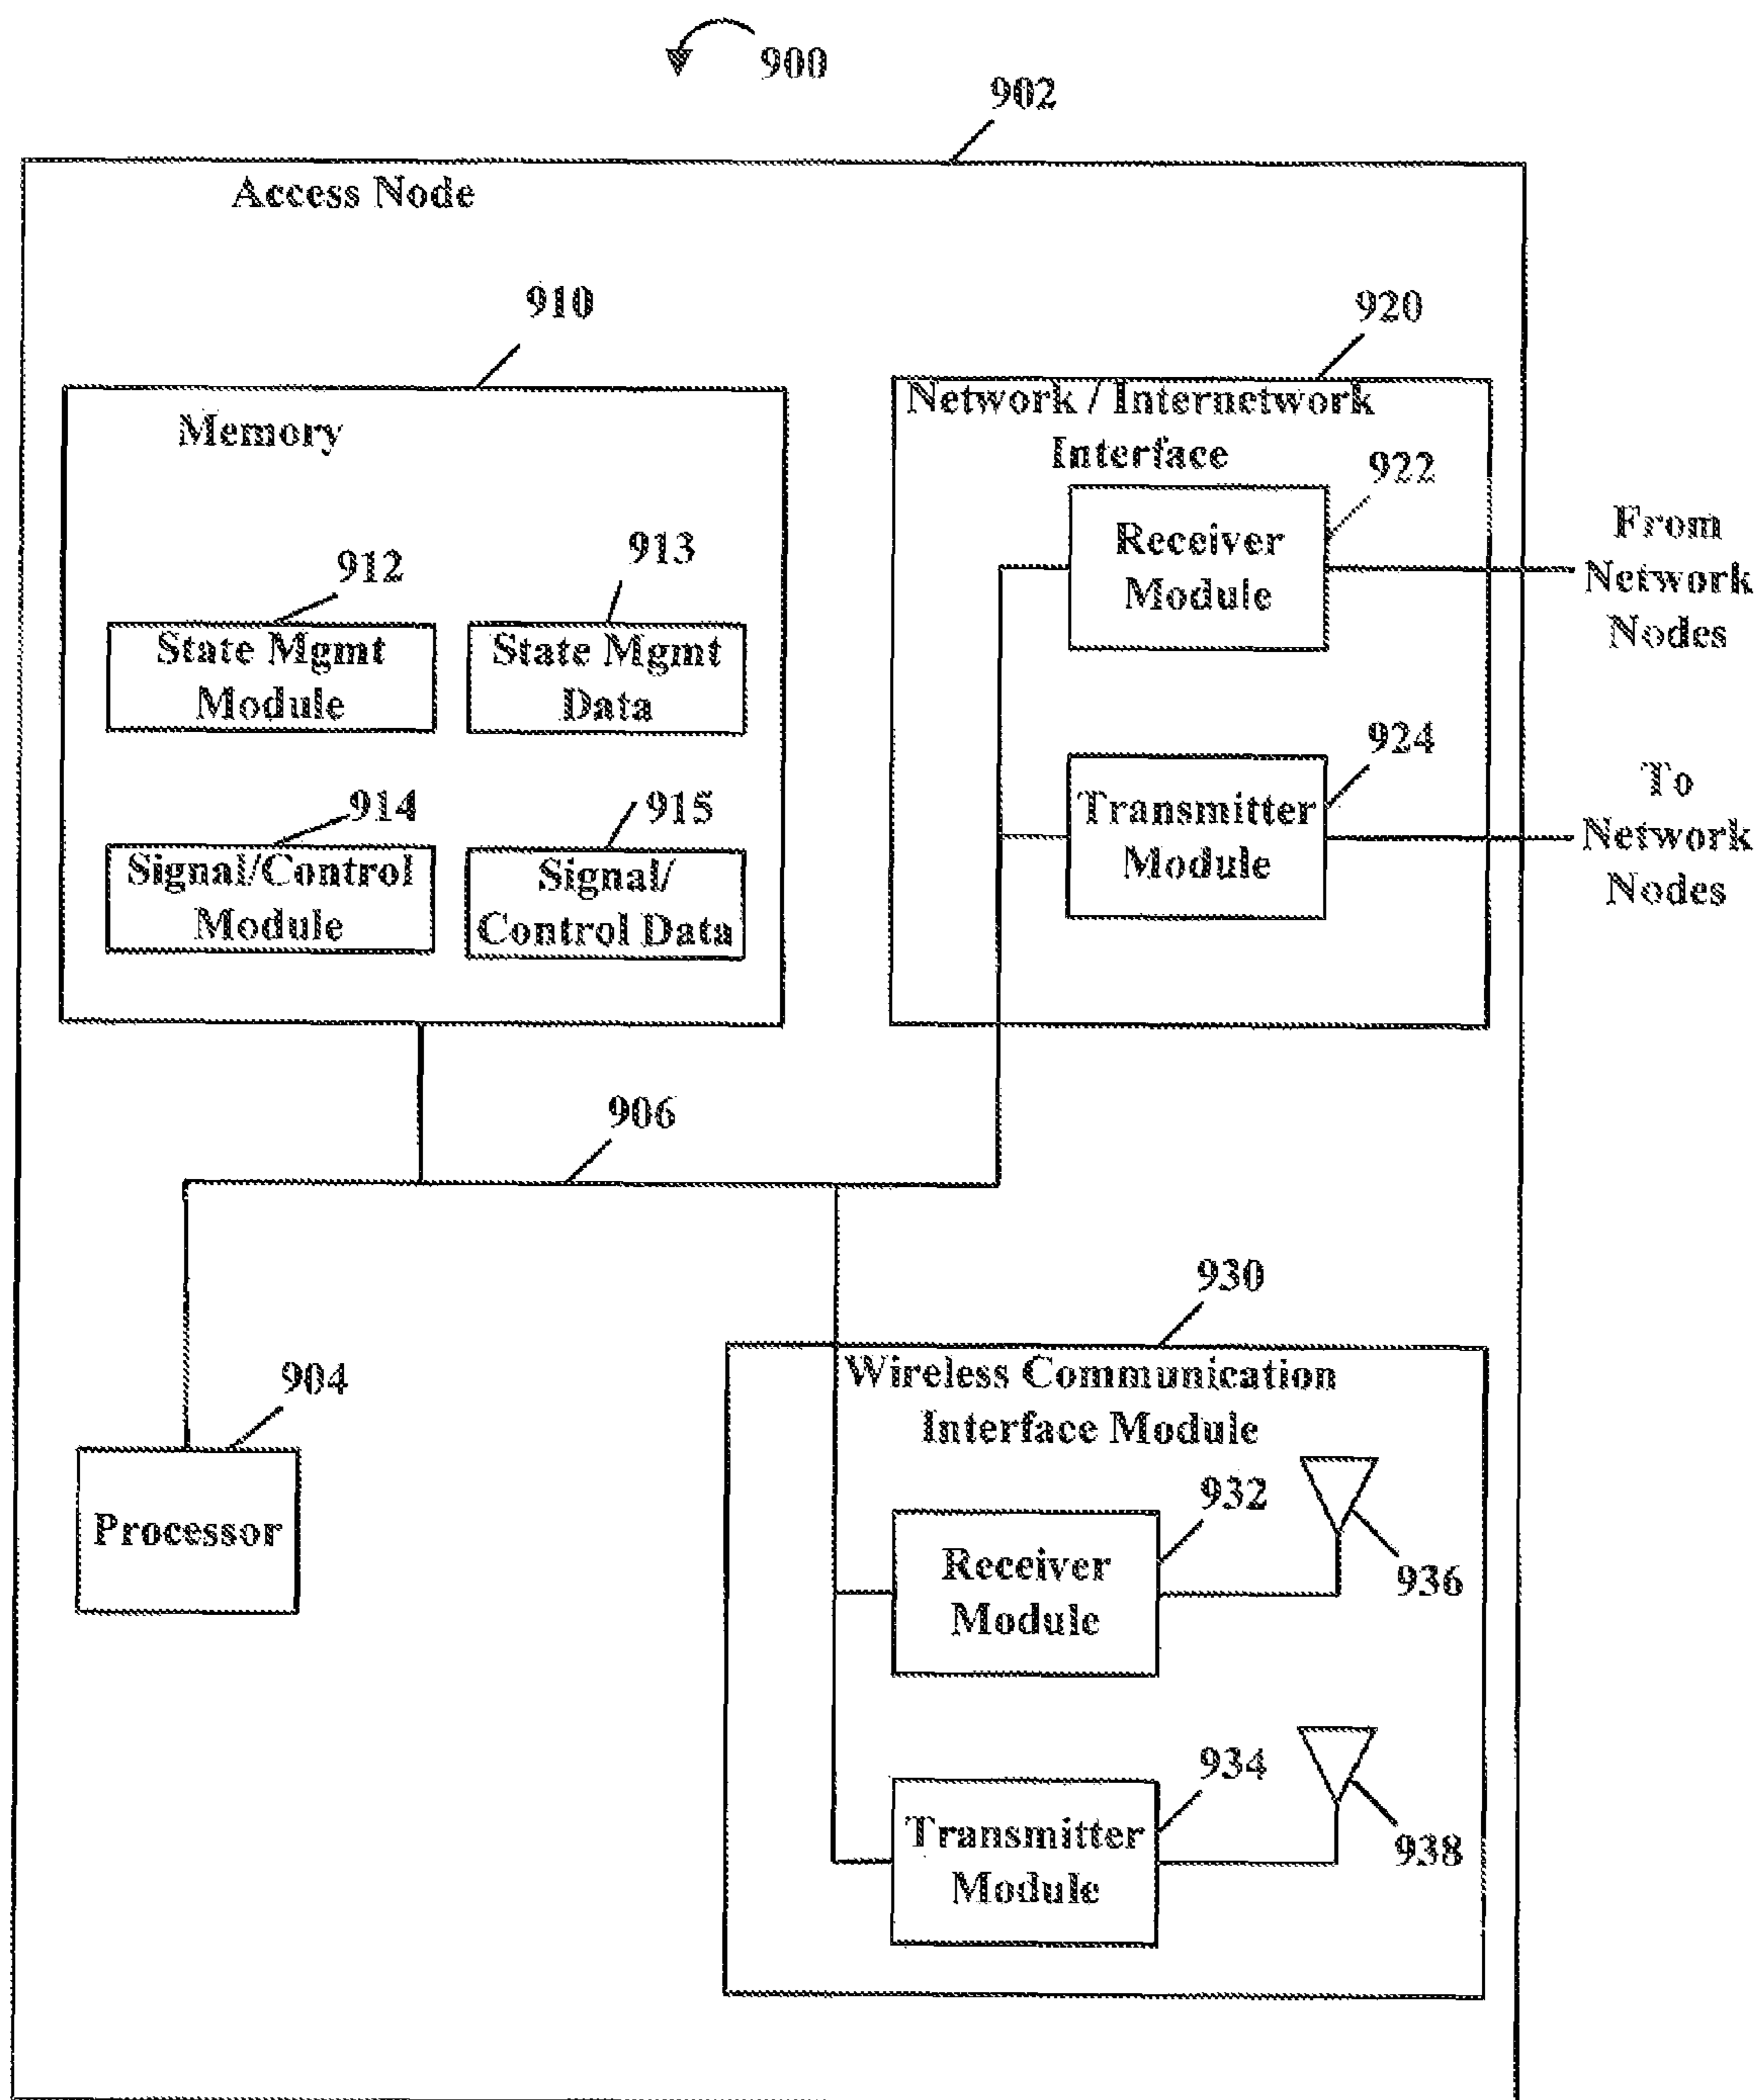 900
902
Access Node
910
Memory
912
State Mgmt
Module
913
State Mgmt
Data
914
Signal/Control
Module
915
Signal/
Control Data
920
Network / Internetwork
Interface
922
Receiver
Module
From
Network
Nodes
924
Transmitter
Module
To
Network
Nodes
906
904
Processor
930
Wireless Communication
Interface Module
932
Receiver
Module
936
934
Transmitter
Module
938